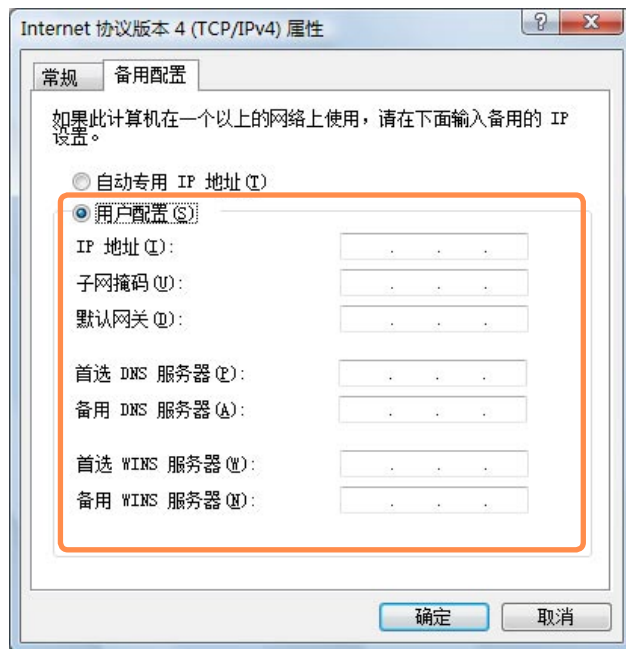 Internet 协议版本 4 (TCP/IPv4) 属性
常规 备用配置
如果此计算机在一个以上的网络上使用，请在下面输入备用的 IP
设置。
自动专用 IP 地址(T)
用户配置(S)
IP 地址(I):
子网掩码(U):
默认网关(D):
首选 DNS 服务器(P):
备用 DNS 服务器(A):
首选 WINS 服务器(W):
备用 WINS 服务器(N):
确定 取消